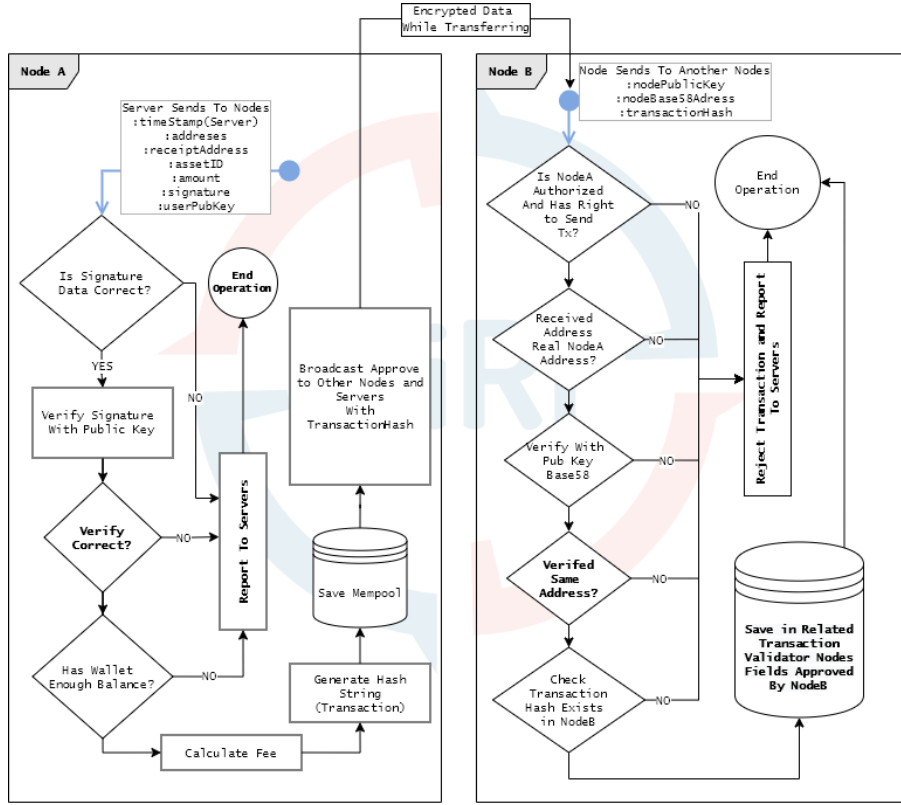 Encrypted Data
While Transferring
Node A
Server Sends To Nodes
:timeStamp(Server)
:addreses
:receiptAddress
:assetID
:amount
:signature
:userPubKey
Is Signature
Data Correct?
YES
NO
Verify Signature
With Public Key
Verify
Correct?
NO
Has Wallet
Enough Balance?
NO
Calculate Fee
End
Operation
Report To Servers
Broadcast Approve
to Other Nodes and
Servers
With
TransactionHash
Save Mempool
Generate Hash
String
(Transaction)
Node B
Node Sends To Another Nodes
:nodePublicKey
:nodeBase58Adress
:transactionHash
Is NodeA
Authorized
And Has Right
to Send
Tx?
NO
Received
Address
Real NodeA
Address?
NO
Verify With
Pub Key
Base58
NO
Verifed
Same
Address?
NO
Check
Transaction
Hash Exists
in NodeB
NO
End
Operation
Reject Transaction and Report
To Servers
Save in Related
Transaction
Validator Nodes
Fields Approved
By NodeB